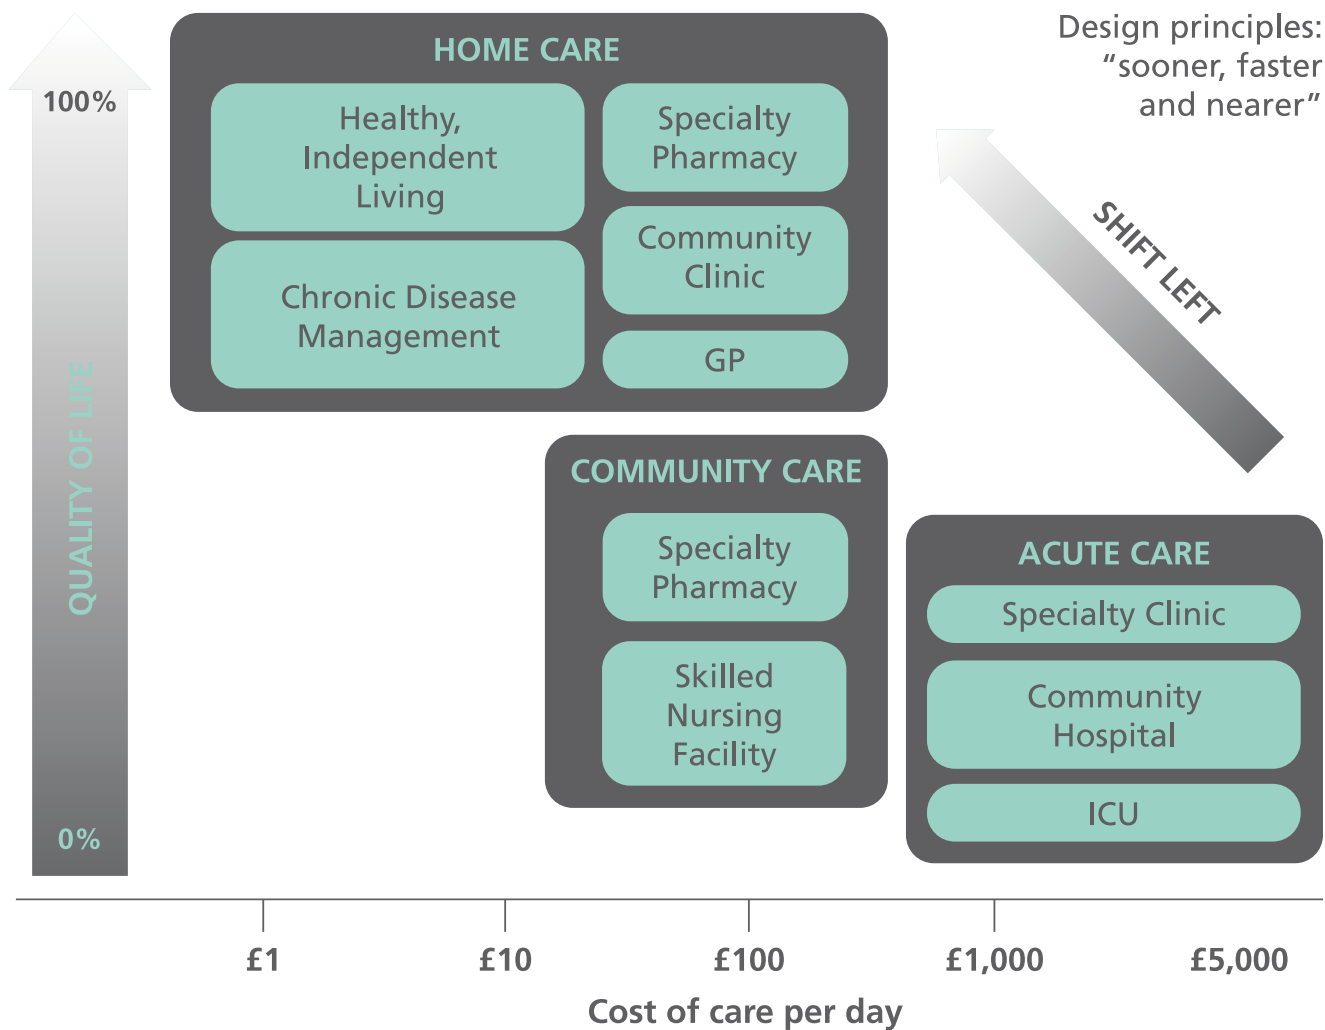 HOME CARE
Healthy,
Independent
Living
Specialty
Pharmacy
Chronic Disease
Management
Community
Clinic
GP
Design principles:
“sooner, faster
and nearer”
SHIFT LEFT
100%
QUALITY OF LIFE
0%
COMMUNITY CARE
Specialty
Pharmacy
Skilled
Nursing
Facility
ACUTE CARE
Specialty Clinic
Community
Hospital
ICU
£1
£10
£100
£1,000
£5,000
Cost of care per day